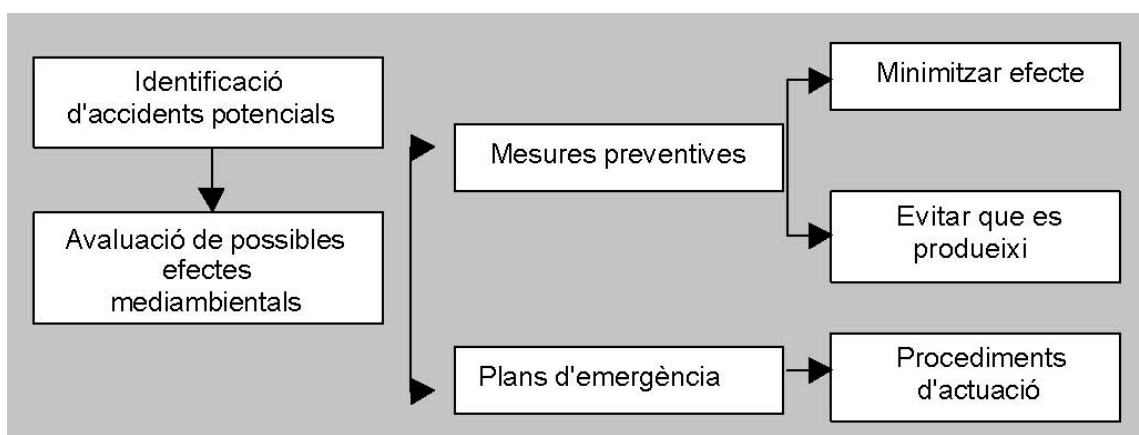 Identificació
d'accidents potencials
Avaluació de possibles
efectes
mediambientals
Mesures preventives
Plans d'emergència
Minimitzar efecte
Evitar que es
produeixi
Procediments
d'actuació